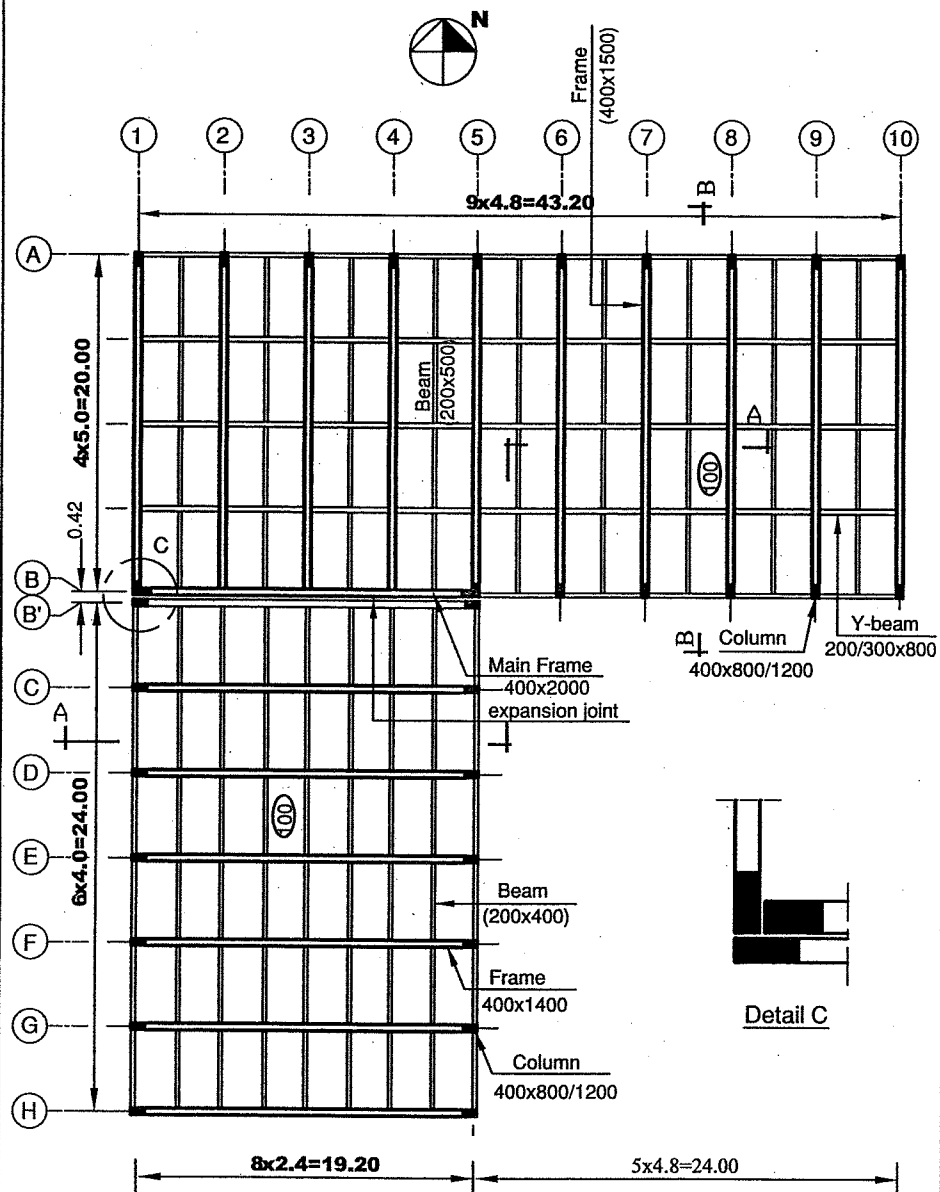 N
Frame
(400x1500)
1 2 3 4 5 6 7 8 9 10
9x4.8=43.20
B
A
4x5.0=20.00
Beam
(200x500)
A
100
0.42
C
B
B'
B
Column
400x800/1200
Y-beam
200/300x800
Main Frame
400x2000
expansion joint
C
A
D
6x4.0=24.00
100
E
Beam
(200x400)
F
Frame
400x1400
Detail C
G
Column
400x800/1200
H
8x2.4=19.20
5x4.8=24.00